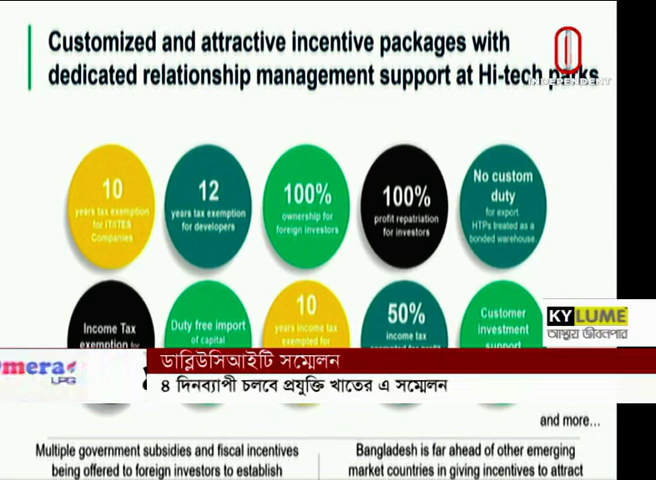 Customized and attractive incentive packages with
dedicated relationship management support at Hi-tech parks
INDEPENDENT
10
years tax exemption
for IT/ITES
Companies
12
years tax exemption
for developers
100%
ownership for
foreign investors
100%
profit repatriation
for investors
No custom
duty
for export
HTPs treated as a
bonded warehouse
Income Tax
exemption for
Duty free import
of capital
10
years income tax
exempted for
50%
income tax
Customer
investment
support
KYLUME
আস্থায় জীবনপার
omera
LPG
ডাব্লিউসিআইটি সম্মেলন
৪ দিনব্যাপী চলবে প্রযুক্তি খাতের এ সম্মেলন
and more...
Multiple government subsidies and fiscal incentives
being offered to foreign investors to establish
Bangladesh is far ahead of other emerging
market countries in giving incentives to attract